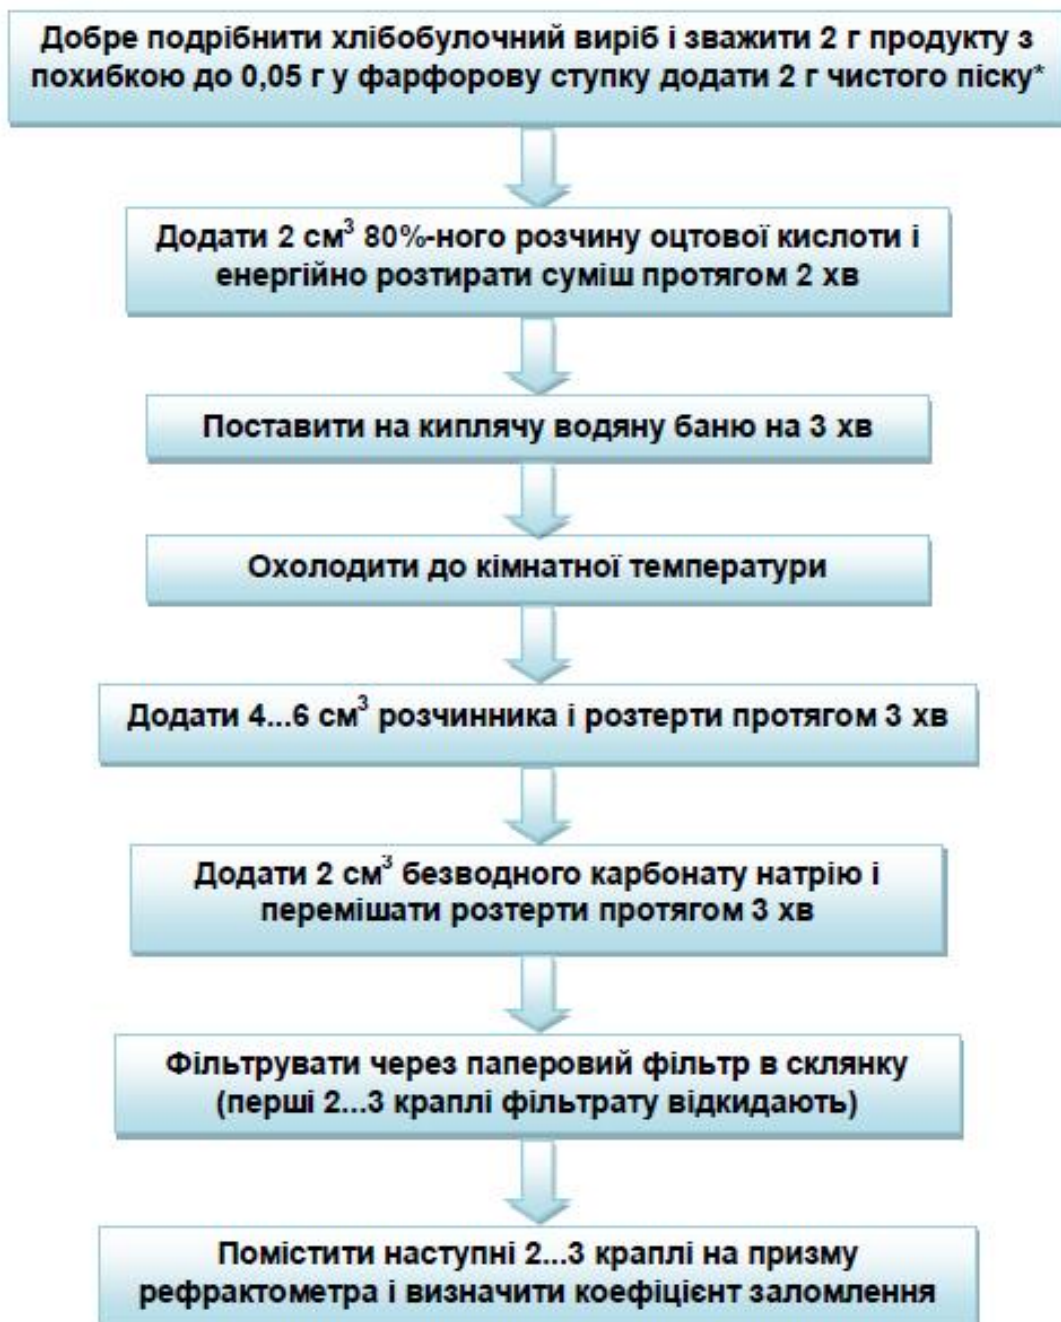 Добре подрібнити хлібобулочний виріб і зважити 2 г продукту з
похибкою до 0,05 г у фарфорову ступку додати 2 г чистого піску*
Додати 2 см³ 80%-ного розчину оцтової кислоти і
енергійно розтирати суміш протягом 2 хв
Поставити на киплячу водяну баню на 3 хв
Охолодити до кімнатної температури
Додати 4...6 см³ розчинника і розтерти протягом 3 хв
Додати 2 см³ безводного карбонату натрію і
перемішати розтерти протягом 3 хв
Фільтрувати через паперовий фільтр в склянку
(перші 2...3 краплі фільтрату відкидають)
Помістити наступні 2...3 краплі на призму
рефрактометра і визначити коефіцієнт заломлення